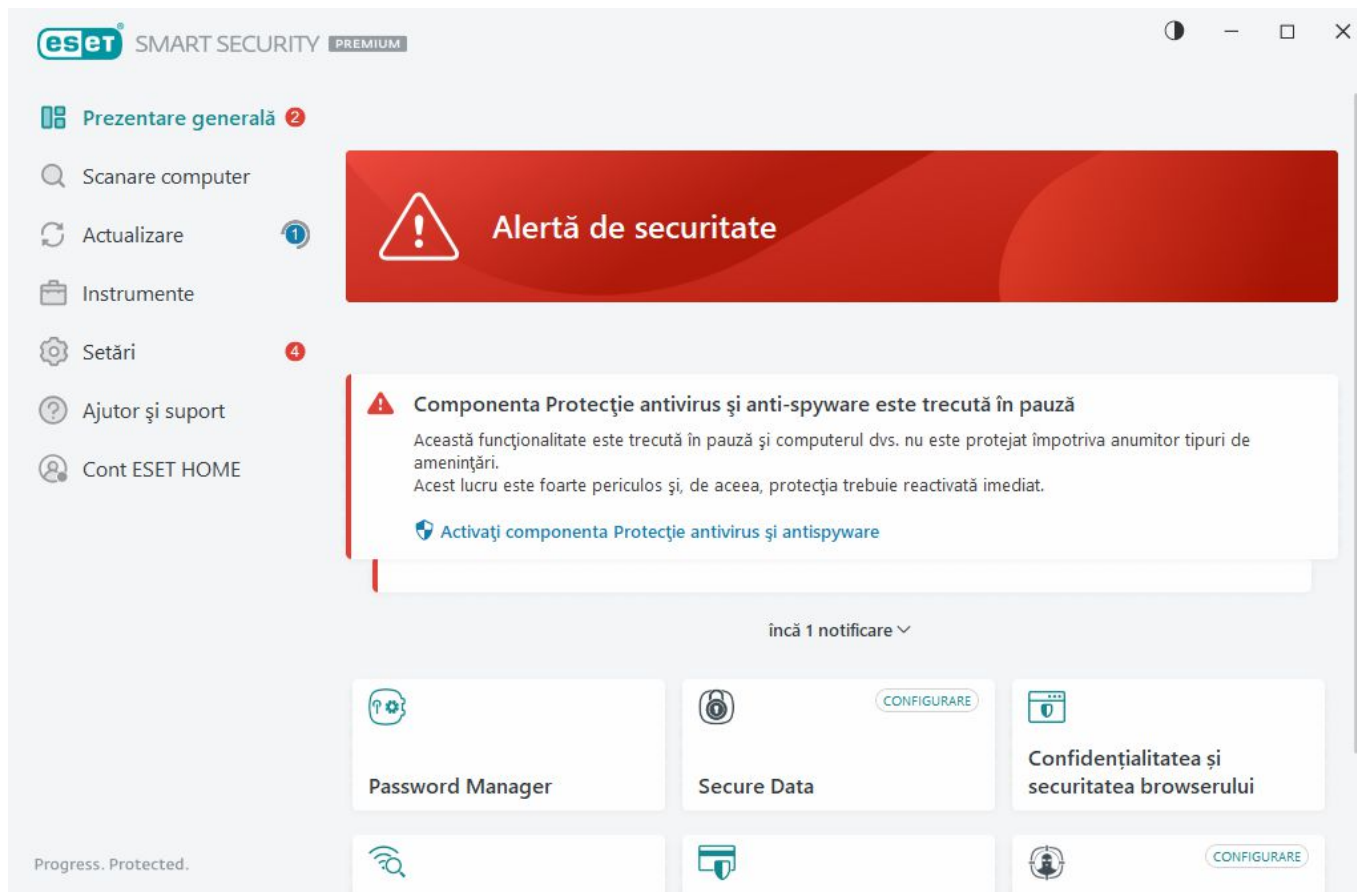 eset® SMART SECURITY PREMIUM
Prezentare generală 2
Scanare computer
Actualizare 1
Instrumente
Setări 4
Ajutor şi suport
Cont ESET HOME
Alertă de securitate
Componenta Protecţie antivirus şi anti-spyware este trecută în pauză
Această funcţionalitate este trecută în pauză şi computerul dvs. nu este protejat împotriva anumitor tipuri de
ameninţări.
Acest lucru este foarte periculos şi, de aceea, protecţia trebuie reactivată imediat.
Activaţi componenta Protecţie antivirus şi antispyware
încă 1 notificare
Password Manager
CONFIGURARE
Secure Data
Confidențialitatea și
securitatea browserului
CONFIGURARE
Progress. Protected.